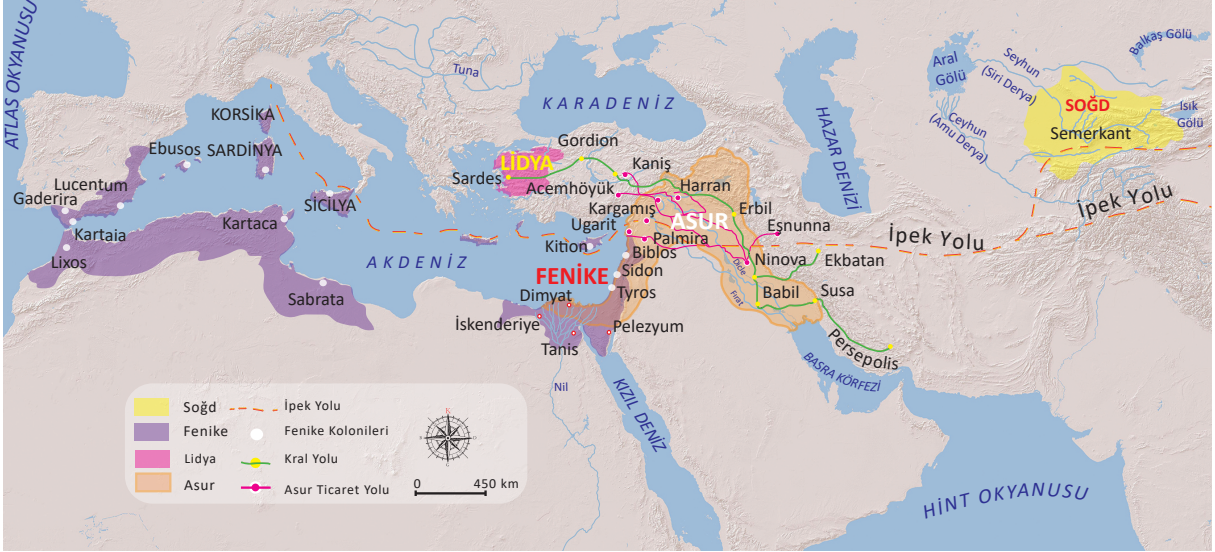 ATLAS OKYANUSU
Tuna
KARADENİZ
HAZAR DENİZİ
Aral
Gölü
Balkaş Gölü
Seyhun
(Siri Derya)
Ceyhun
(Amu Derya)
SOĞD
Semerkant
Isık
Gölü
KORSİKA
SARDİNYA
Ebusos
Lucentum
Gaderira
Kartaia
Lixos
SİCİLYA
Kartaca
Sabrata
AKDENİZ
LİDYA
Sardes
Gordion
Kaniş
Acemhöyük
Harran
Kargamış
ASUR
Erbil
Ugarit
Eşnunna
Kition
Palmira
Biblos
Ninova
Ekbatan
İpek Yolu
İpek Yolu
FENİKE
Sidon
Tyros
Dicle
Fırat
Babil
Susa
Dimyat
İskenderiye
Pelezyum
Tanis
Persepolis
BASRA KÖRFEZİ
Nil
KIZIL DENİZ
HİNT OKYANUSU
Soğd
İpek Yolu
Fenike
Fenike Kolonileri
Lidya
Kral Yolu
Asur
Asur Ticaret Yolu
0 450 km